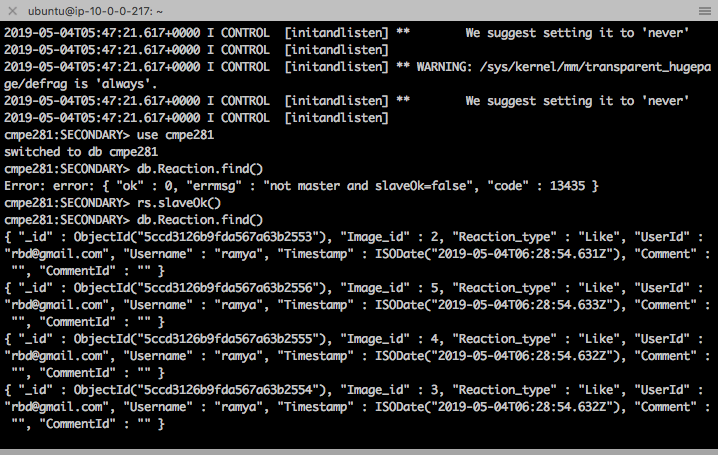 ubuntu@ip-10-0-0-217: ~
2019-05-04T05:47:21.617+0000 I CONTROL  [initandlisten] **        We suggest setting it to 'never'
2019-05-04T05:47:21.617+0000 I CONTROL  [initandlisten]
2019-05-04T05:47:21.617+0000 I CONTROL  [initandlisten] ** WARNING: /sys/kernel/mm/transparent_hugepa
ge/defrag is 'always'.
2019-05-04T05:47:21.617+0000 I CONTROL  [initandlisten] **        We suggest setting it to 'never'
2019-05-04T05:47:21.617+0000 I CONTROL  [initandlisten]
cmpe281:SECONDARY> use cmpe281
switched to db cmpe281
cmpe281:SECONDARY> db.Reaction.find()
Error: error: { "ok" : 0, "errmsg" : "not master and slaveOk=false", "code" : 13435 }
cmpe281:SECONDARY> rs.slaveOk()
cmpe281:SECONDARY> db.Reaction.find()
{ "_id" : ObjectId("5ccd3126b9fda567a63b2553"), "Image_id" : 2, "Reaction_type" : "Like", "UserId" :
"rbd@gmail.com", "Username" : "ramya", "Timestamp" : ISODate("2019-05-04T06:28:54.631Z"), "Comment" :
 "", "CommentId" : "" }
{ "_id" : ObjectId("5ccd3126b9fda567a63b2556"), "Image_id" : 5, "Reaction_type" : "Like", "UserId" :
"rbd@gmail.com", "Username" : "ramya", "Timestamp" : ISODate("2019-05-04T06:28:54.633Z"), "Comment" :
 "", "CommentId" : "" }
{ "_id" : ObjectId("5ccd3126b9fda567a63b2555"), "Image_id" : 4, "Reaction_type" : "Like", "UserId" :
"rbd@gmail.com", "Username" : "ramya", "Timestamp" : ISODate("2019-05-04T06:28:54.632Z"), "Comment" :
 "", "CommentId" : "" }
{ "_id" : ObjectId("5ccd3126b9fda567a63b2554"), "Image_id" : 3, "Reaction_type" : "Like", "UserId" :
"rbd@gmail.com", "Username" : "ramya", "Timestamp" : ISODate("2019-05-04T06:28:54.632Z"), "Comment" :
 "", "CommentId" : "" }